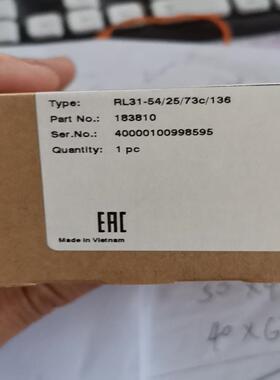 Type: RL31-54/25/73c/136
Part No.: 183810
Ser.No.: 40000100998595
Quantity: 1 pc
EAC
Made in Vietnam